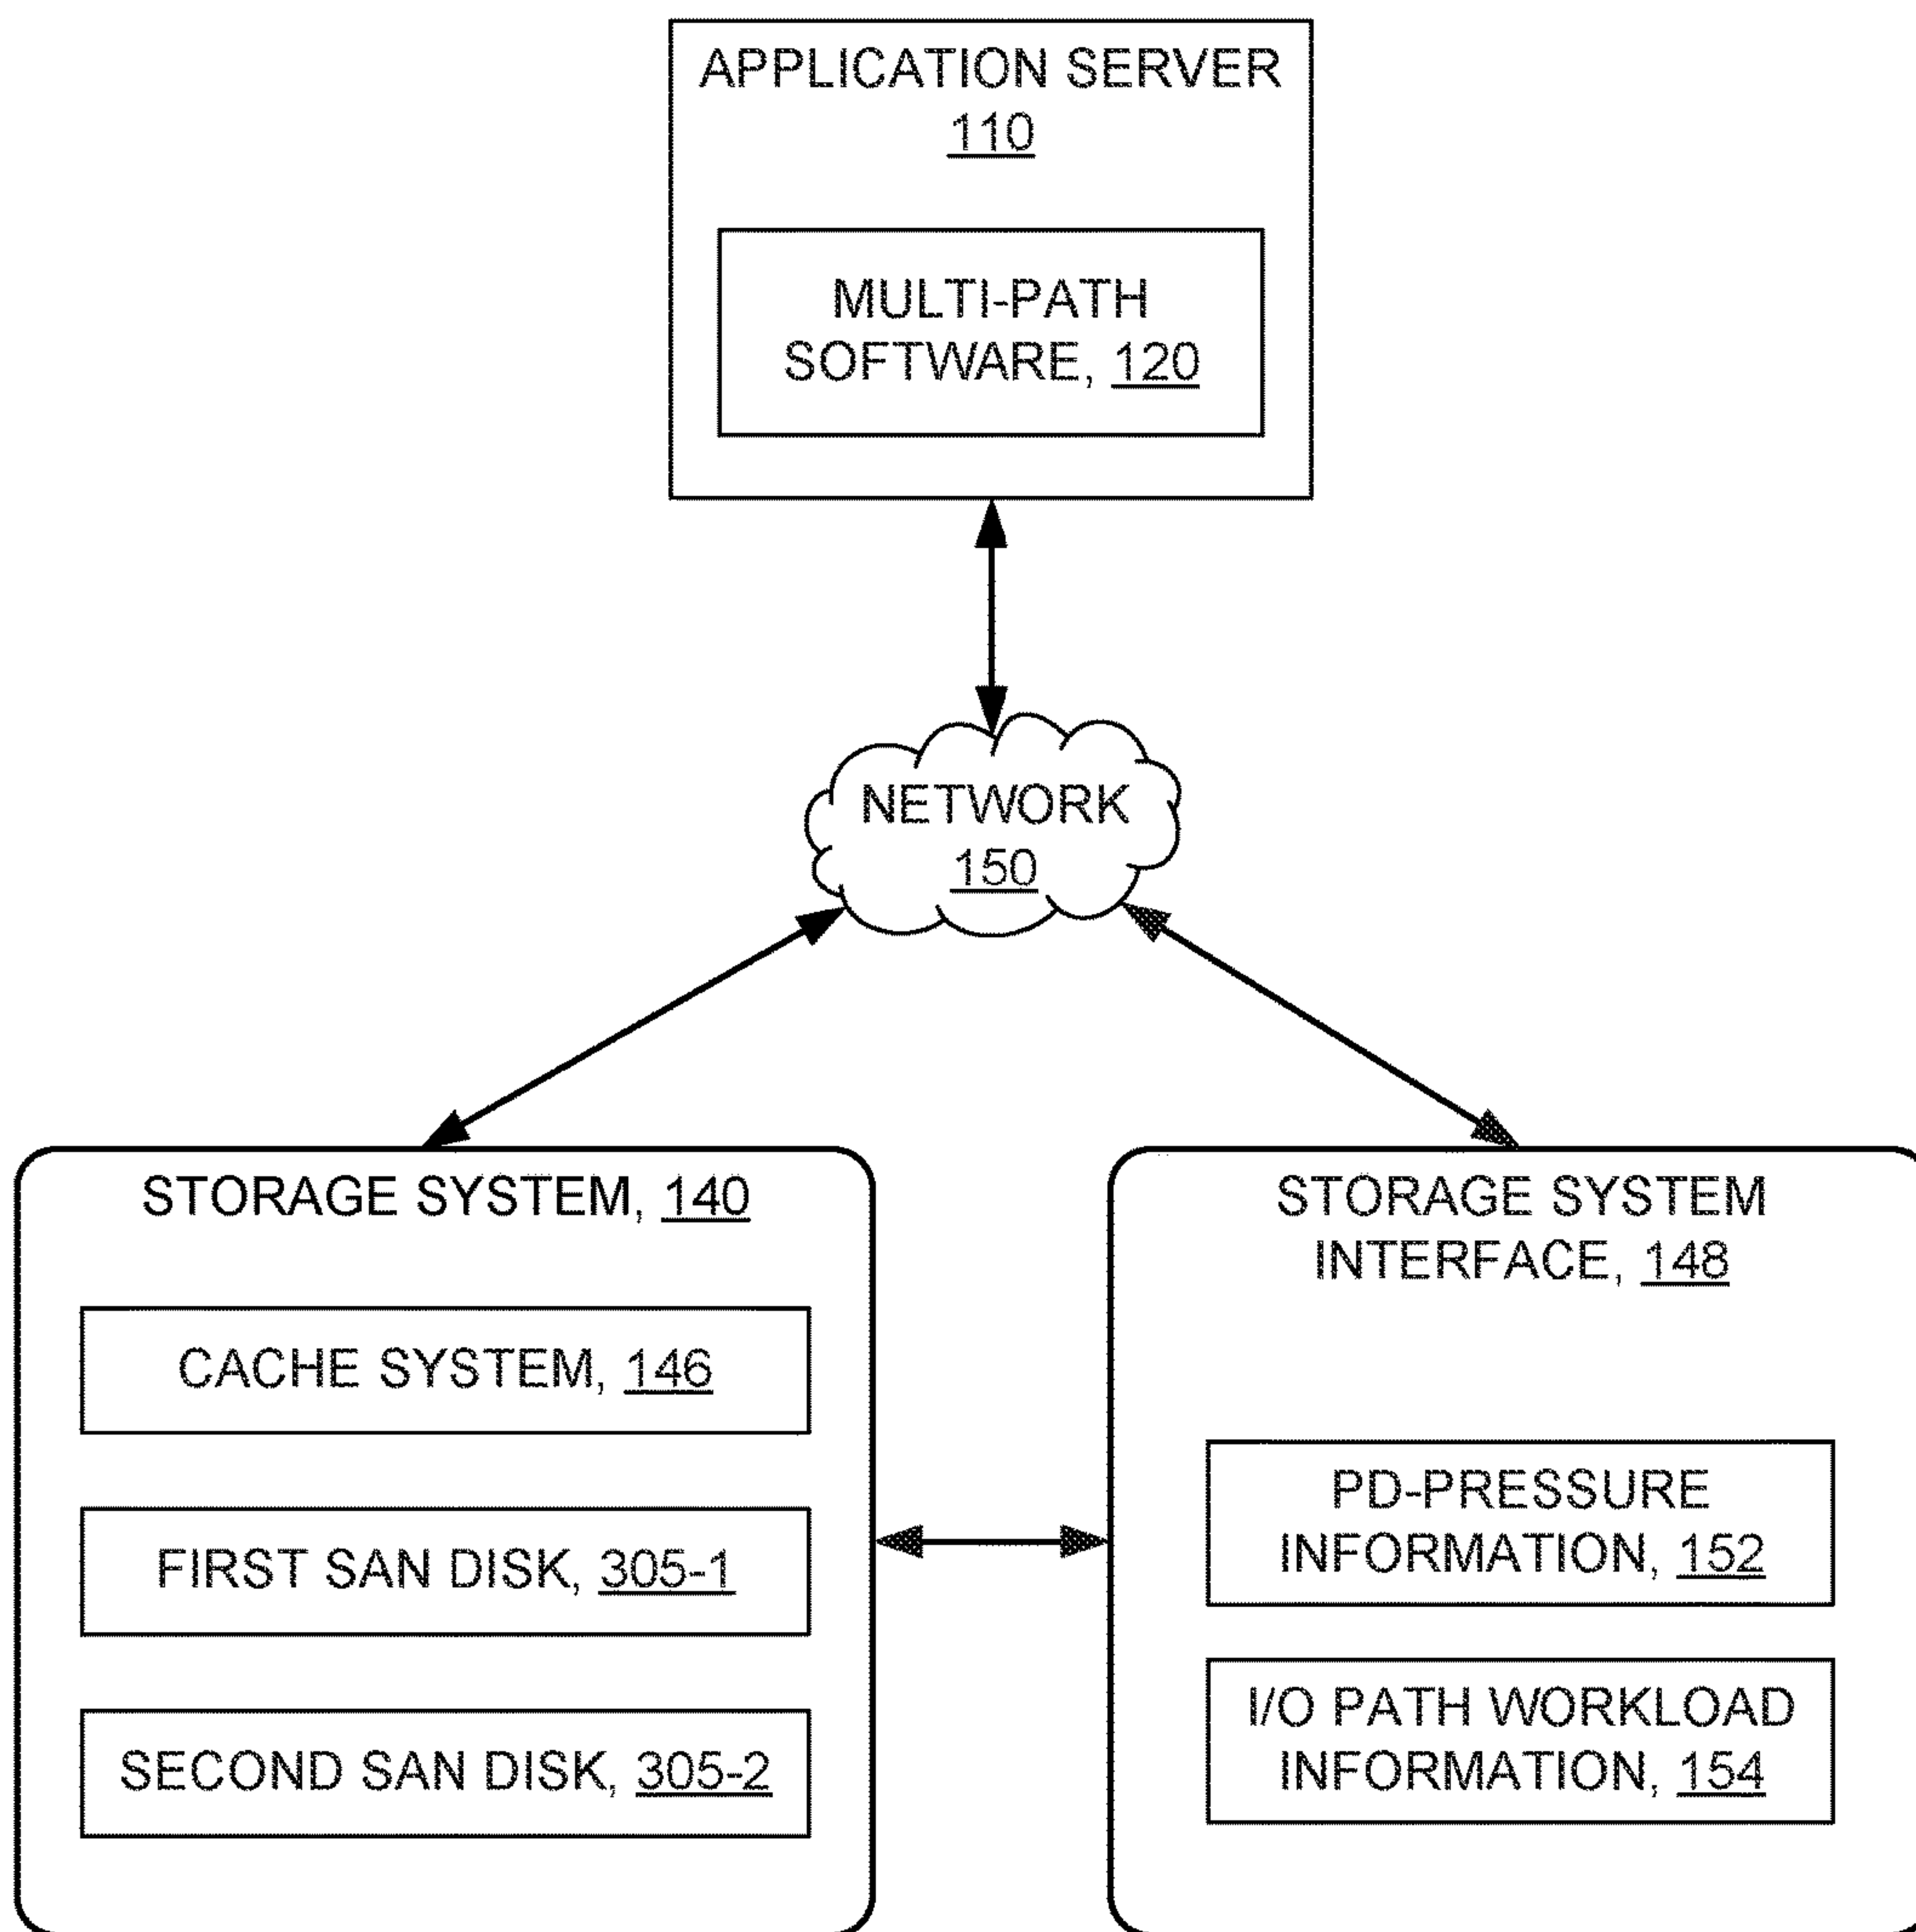 APPLICATION SERVER
110
MULTI-PATH
SOFTWARE, 120
NETWORK
150
STORAGE SYSTEM, 140
CACHE SYSTEM, 146
FIRST SAN DISK, 305-1
SECOND SAN DISK, 305-2
STORAGE SYSTEM
INTERFACE, 148
PD-PRESSURE
INFORMATION, 152
I/O PATH WORKLOAD
INFORMATION, 154